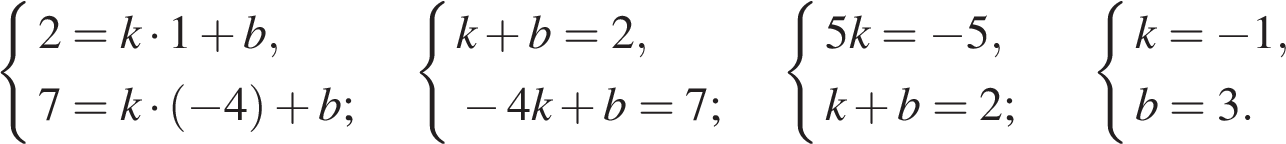 { 2 = k · 1 + b, { k + b = 2, { 5k = −5, { k = −1,
7 = k · (−4) + b; −4k + b = 7; k + b = 2; b = 3.